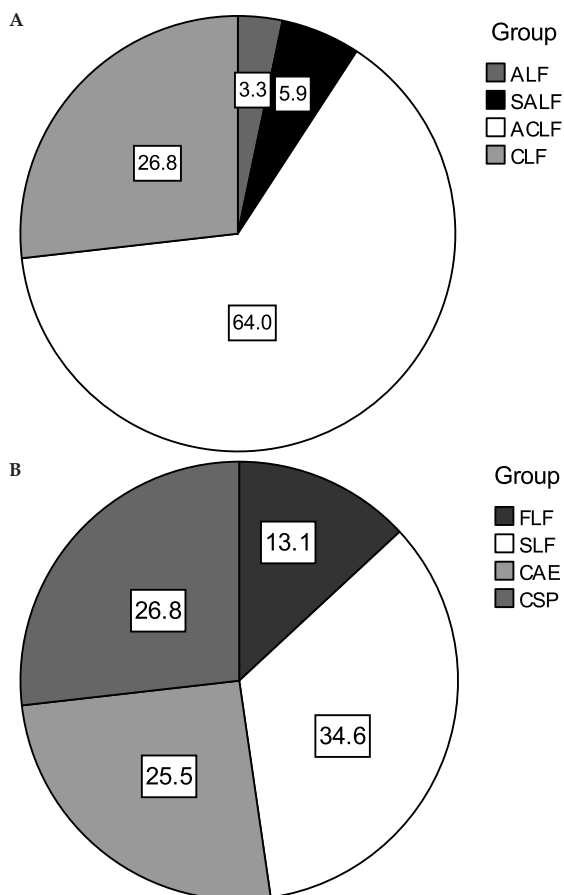 A
Group
ALF
SALF
ACLF
CLF
3.3
5.9
26.8
64.0
B
Group
FLF
SLF
CAE
CSP
13.1
26.8
34.6
25.5